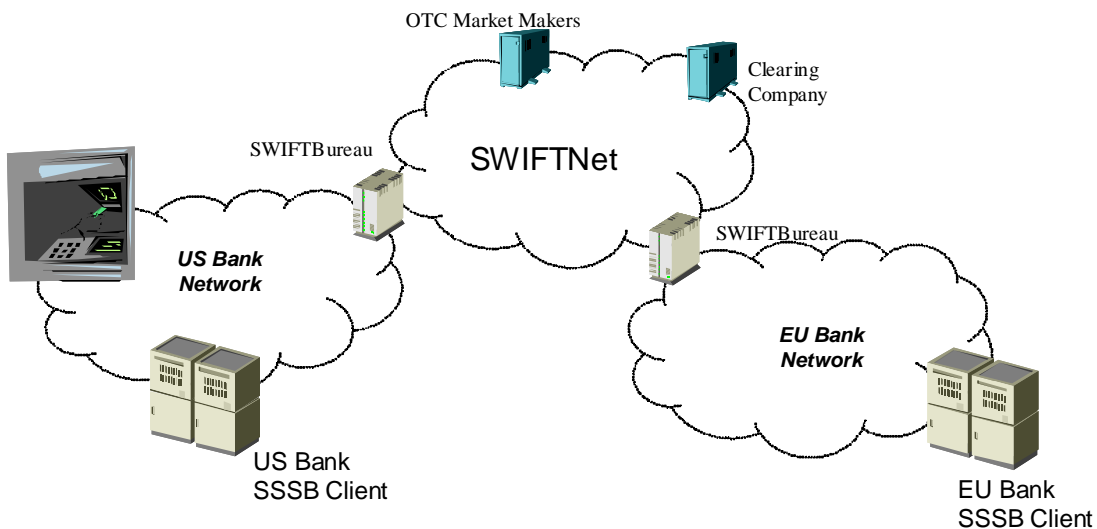 OTC Market Makers
Clearing
Company
SWIFTBureau
SWIFTNet
SWIFTBureau
US Bank
Network
EU Bank
Network
US Bank
SSSB Client
EU Bank
SSSB Client